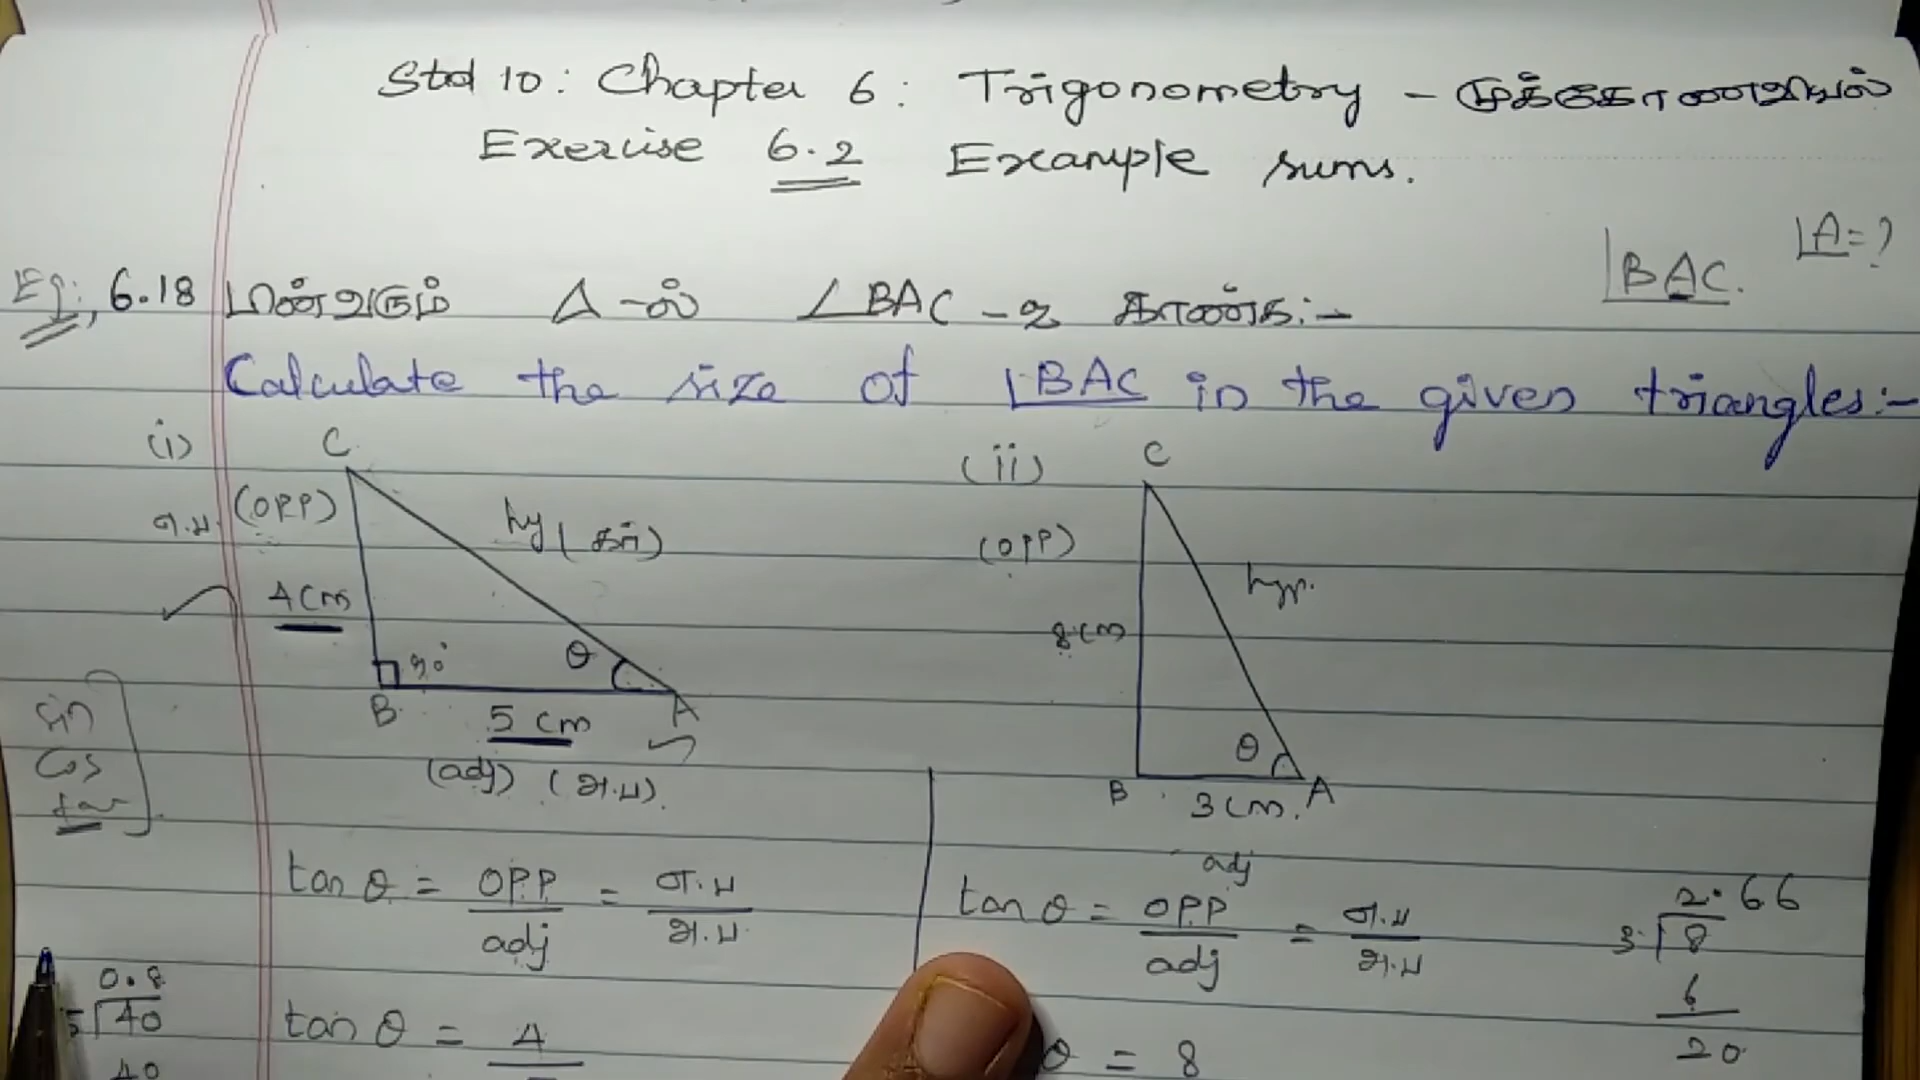 Std 10: Chapter 6: Trigonometry - முக்கோணவியல்
Exercise 6.2 Example sums.
∟BAC. ∟A=?
Eg:, 6.18 பின்வரும் Δ-ல் ∠BAC-ஐ காண்க:-
Calculate the size of ∟BAC in the given triangles:-
(i) C
(ii) C
எ.ப (OPP) hy (கர்)
(OPP) hyp.
4cm
8cm
90° θ
B 5 cm A
θ
B 3cm. A
(adj) (அ.ப).
adj
sin
cos
tan
tan θ = OPP/adj = எ.ப/அ.ப
tan θ = OPP/adj = எ.ப/அ.ப
2.66
3 8
6
20
0.8
5 40
40
tan θ = 4
θ = 8